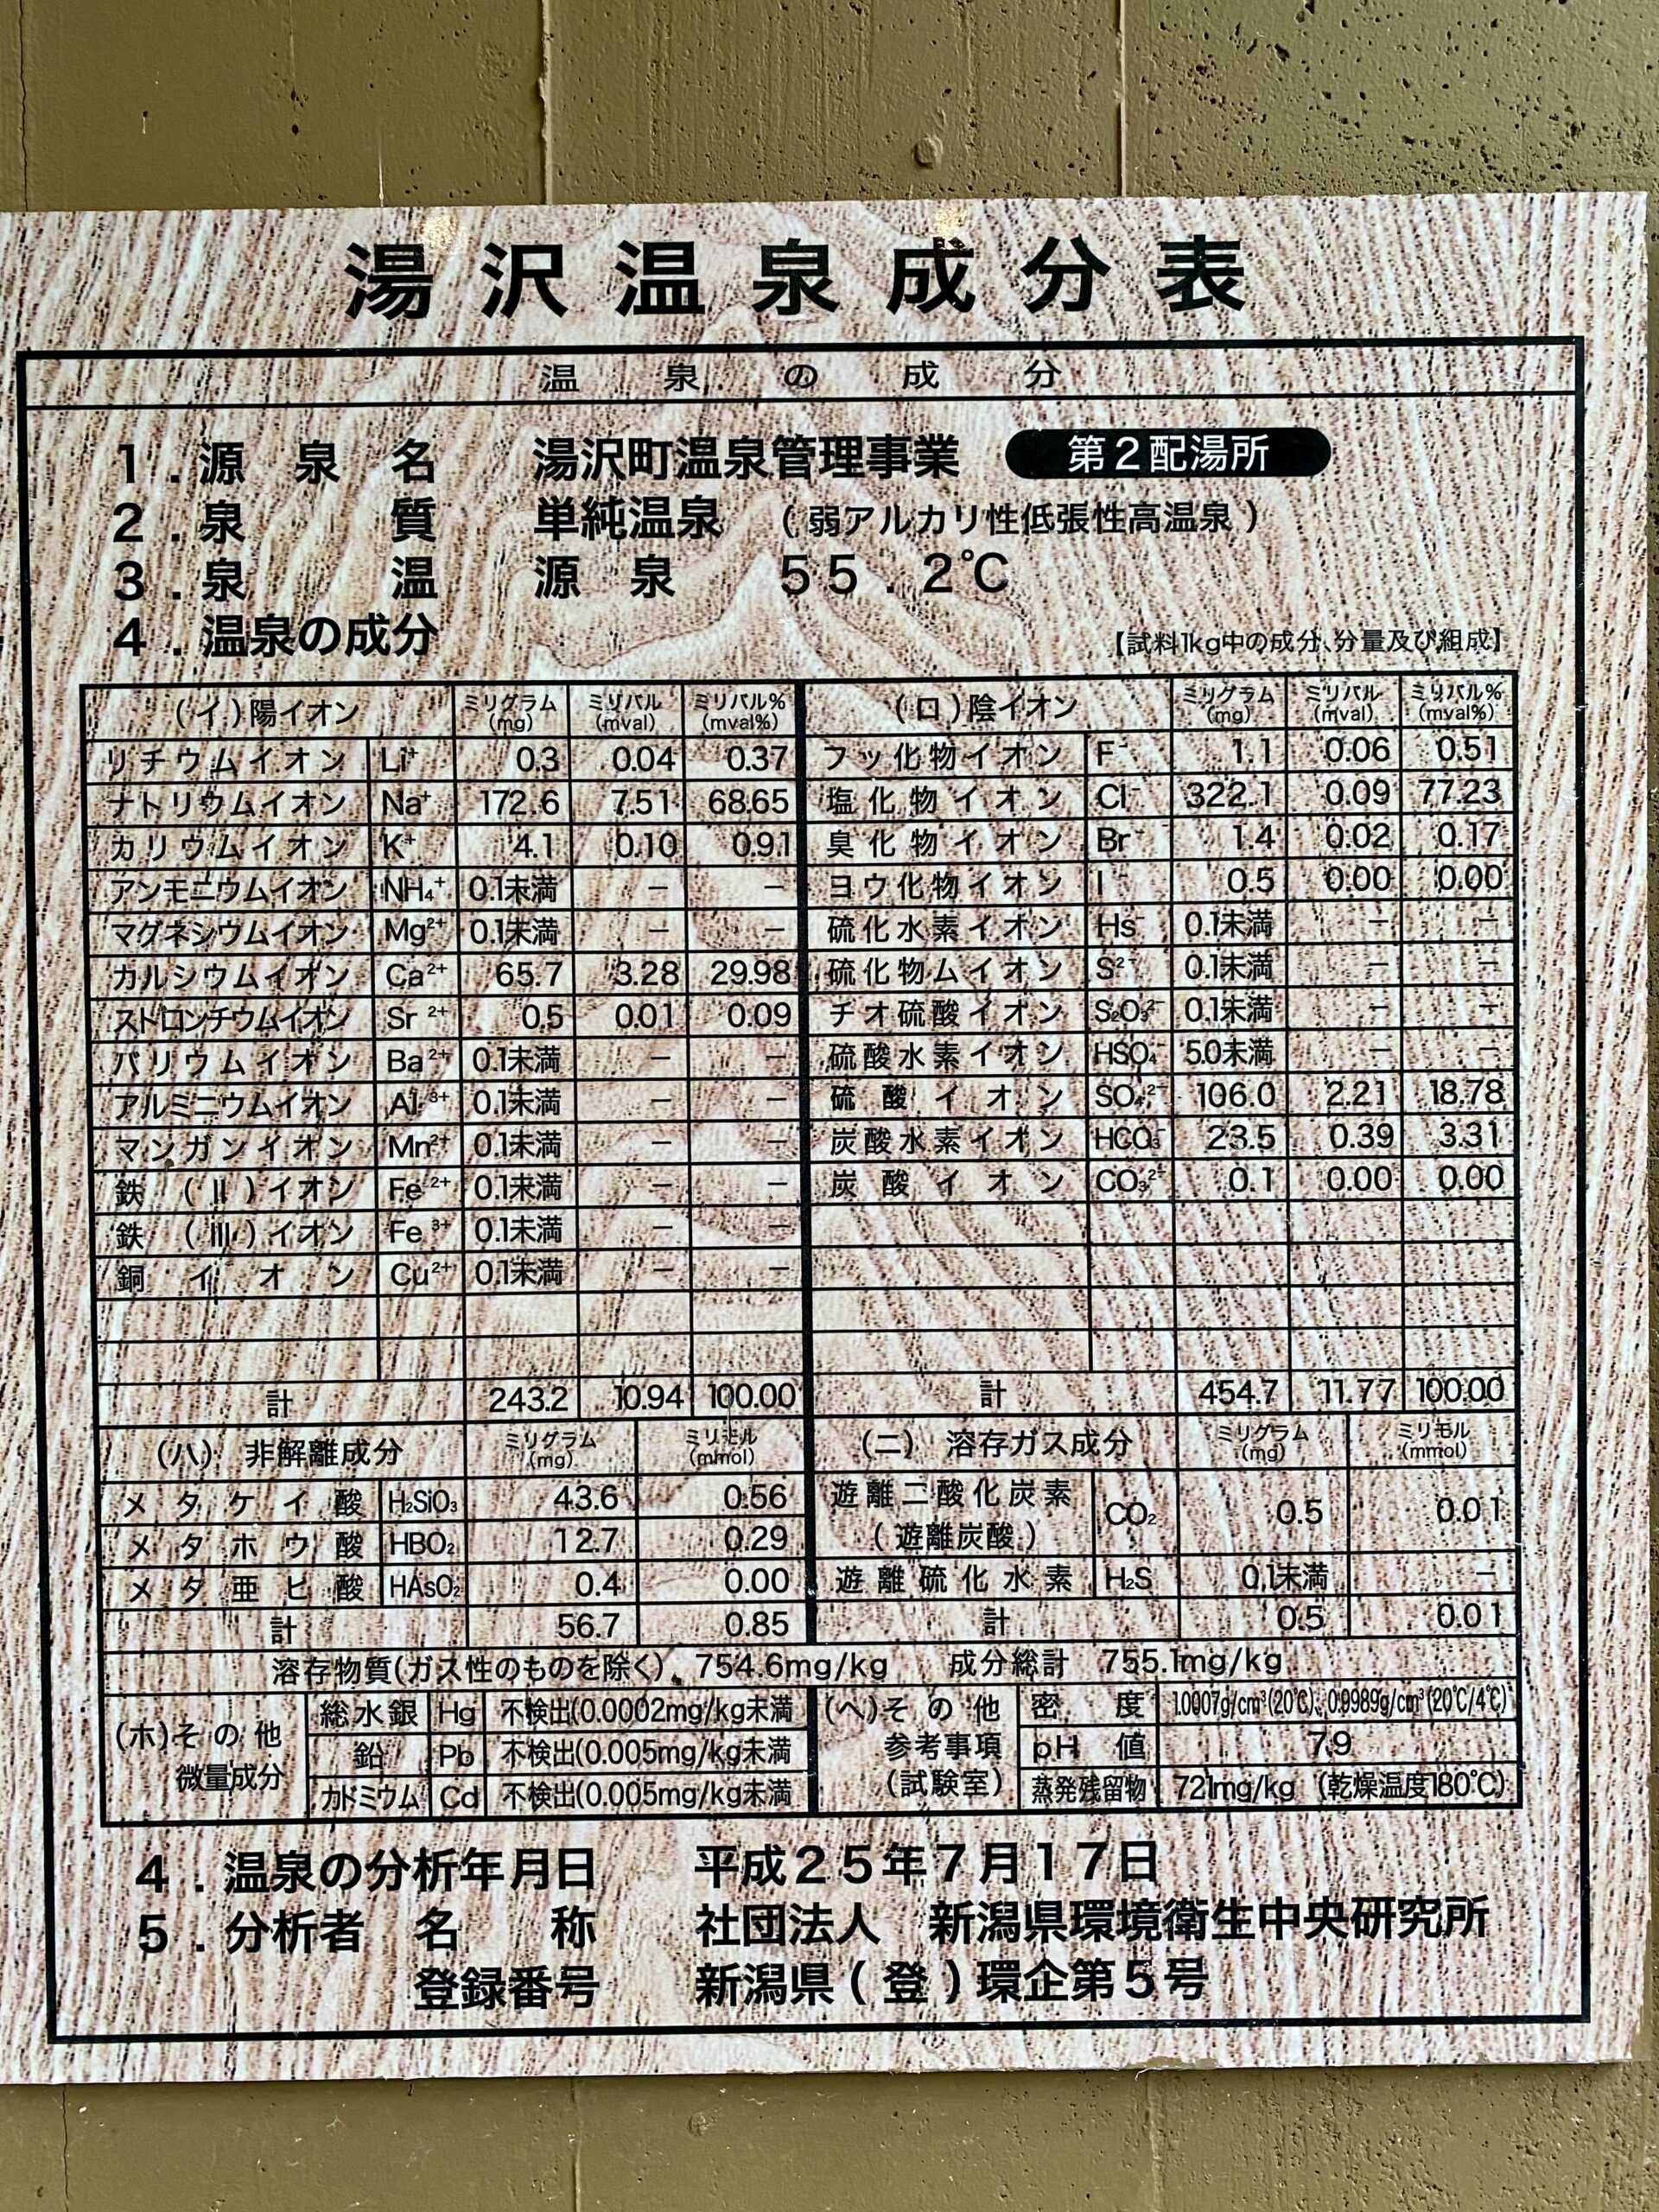 湯沢温泉成分表
温泉の成分
1.源泉名 湯沢町温泉管理事業 第2配湯所
2.泉質 単純温泉 (弱アルカリ性低張性高温泉)
3.泉温 源泉 55.2℃
4.温泉の成分 【試料1kg中の成分、分量及び組成】
(イ)陽イオン ミリグラム(mg) ミリバル(mval) ミリバル%(mval%) (ロ)陰イオン ミリグラム(mg) ミリバル(mval) ミリバル%(mval%)
リチウムイオン Li⁺ 0.3 0.04 0.37 フッ化物イオン F⁻ 1.1 0.06 0.51
ナトリウムイオン Na⁺ 172.6 7.51 68.65 塩化物イオン Cl⁻ 322.1 0.09 77.23
カリウムイオン K⁺ 4.1 0.10 0.91 臭化物イオン Br⁻ 1.4 0.02 0.17
アンモニウムイオン NH₄⁺ 0.1未満 － － ヨウ化物イオン I⁻ 0.5 0.00 0.00
マグネシウムイオン Mg²⁺ 0.1未満 － － 硫化水素イオン Hs⁻ 0.1未満 － －
カルシウムイオン Ca²⁺ 65.7 3.28 29.98 硫化物ムイオン S²⁻ 0.1未満 － －
ストロンチウムイオン Sr²⁺ 0.5 0.01 0.09 チオ硫酸イオン S₂O₃²⁻ 0.1未満 － －
バリウムイオン Ba²⁺ 0.1未満 － － 硫酸水素イオン HSO₄⁻ 5.0未満 － －
アルミニウムイオン Al³⁺ 0.1未満 － － 硫酸イオン SO₄²⁻ 106.0 2.21 18.78
マンガンイオン Mn²⁺ 0.1未満 － － 炭酸水素イオン HCO₃⁻ 23.5 0.39 3.31
鉄(II)イオン Fe²⁺ 0.1未満 － － 炭酸イオン CO₃²⁻ 0.1 0.00 0.00
鉄(III)イオン Fe³⁺ 0.1未満 － －
銅イオン Cu²⁺ 0.1未満 － －
計 243.2 10.94 100.00 計 454.7 11.77 100.00
(ハ) 非解離成分 ミリグラム(mg) ミリモル(mmol) (ニ) 溶存ガス成分 ミリグラム(mg) ミリモル(mmol)
メタケイ酸 H₂SiO₃ 43.6 0.56 遊離二酸化炭素(遊離炭酸) CO₂ 0.5 0.01
メタホウ酸 HBO₂ 12.7 0.29
メタ亜ヒ酸 HAsO₂ 0.4 0.00 遊離硫化水素 H₂S 0.1未満 －
計 56.7 0.85 計 0.5 0.01
溶存物質(ガス性のものを除く)、754.6mg/kg 成分総計 755.1mg/kg
(ホ)その他微量成分 総水銀 Hg 不検出(0.0002mg/kg未満 (ヘ)その他参考事項(試験室) 密度 1.0007g/cm³(20℃)、0.9989g/cm³(20℃/4℃)
鉛 Pb 不検出(0.005mg/kg未満 pH値 7.9
カドミウム Cd 不検出(0.005mg/kg未満 蒸発残留物 721mg/kg (乾燥温度180℃)
4.温泉の分析年月日 平成25年7月17日
5.分析者 名称 社団法人 新潟県環境衛生中央研究所
登録番号 新潟県(登)環企第5号